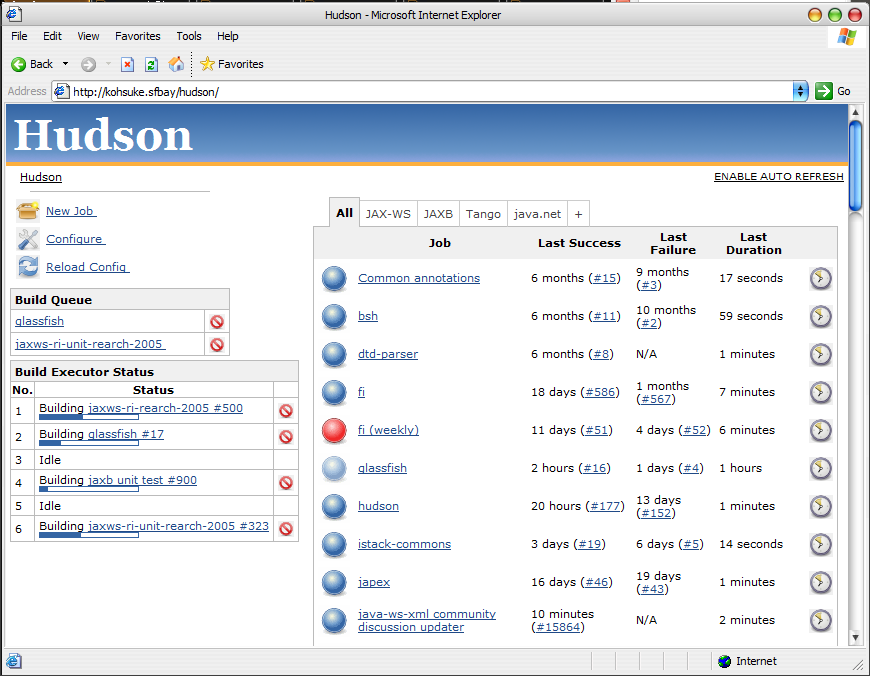 Hudson - Microsoft Internet Explorer
File Edit View Favorites Tools Help
Back Favorites
Address http://kohsuke.sfbay/hudson/ Go
Hudson
Hudson ENABLE AUTO REFRESH
New Job
Configure
Reload Config
Build Queue
glassfish
jaxws-ri-unit-rearch-2005
Build Executor Status
No. Status
1 Building jaxws-ri-rearch-2005 #500
2 Building glassfish #17
3 Idle
4 Building jaxb unit test #900
5 Idle
6 Building jaxws-ri-unit-rearch-2005 #323
All JAX-WS JAXB Tango java.net +
Job Last Success Last Failure Last Duration
Common annotations 6 months (#15) 9 months (#3) 17 seconds
bsh 6 months (#11) 10 months (#2) 59 seconds
dtd-parser 6 months (#8) N/A 1 minutes
fi 18 days (#586) 1 months (#567) 7 minutes
fi (weekly) 11 days (#51) 4 days (#52) 6 minutes
glassfish 2 hours (#16) 1 days (#4) 1 hours
hudson 20 hours (#177) 13 days (#152) 1 minutes
istack-commons 3 days (#19) 6 days (#5) 14 seconds
japex 16 days (#46) 19 days (#43) 1 minutes
java-ws-xml community discussion updater 10 minutes (#15864) N/A 2 minutes
Internet